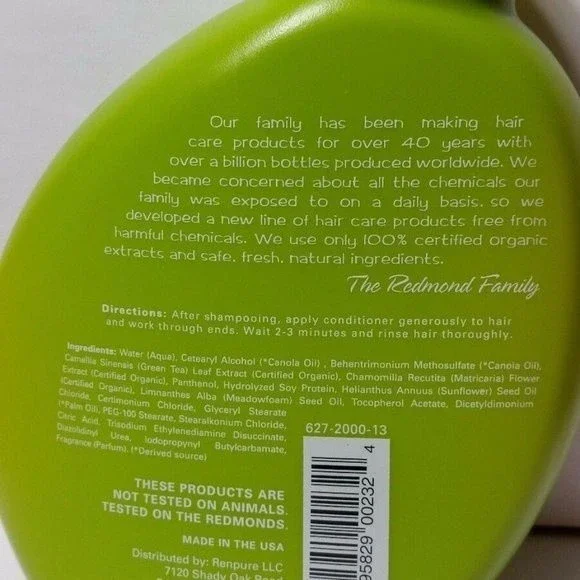 Our family has been making hair
care products for over 40 years with
over a billion bottles produced worldwide. We
became concerned about all the chemicals our
family was exposed to on a daily basis. so we
developed a new line of hair care products free from
harmful chemicals. We use only 100% certified organic
extracts and safe. fresh. natural ingredients.
The Redmond Family
Directions: After shampooing, apply conditioner generously to hair
and work through ends. Wait 2-3 minutes and rinse hair thoroughly.
Ingredients: Water (Aqua), Cetearyl Alcohol (*Canola Oil) , Behentrimonium Methosulfate (*Canola Oil),
Camellia Sinensis (Green Tea) Leaf Extract (Certified Organic), Chamomilla Recutita (Matricaria) Flower
Extract (Certified Organic), Panthenol, Hydrolyzed Soy Protein, Helianthus Annuus (Sunflower) Seed Oil
(Certified Organic), Limnanthes Alba (Meadowfoam) Seed Oil, Tocopherol Acetate, Dicetyldimonium
Chloride, Certimonium Chloride, Glyceryl Stearate
(*Palm Oil), PEG-100 Stearate, Stearalkonium Chloride,
Citric Acid, Trisodium Ethylenediamine Disuccinate,
Diazolidinyl Urea, Iodopropynyl Butylcarbamate,
Fragrance (Parfum). (*Derived source)
627-2000-13
THESE PRODUCTS ARE
NOT TESTED ON ANIMALS.
TESTED ON THE REDMONDS.
MADE IN THE USA
Distributed by: Renpure LLC
7120 Shady Oak Road
95829 00232 4